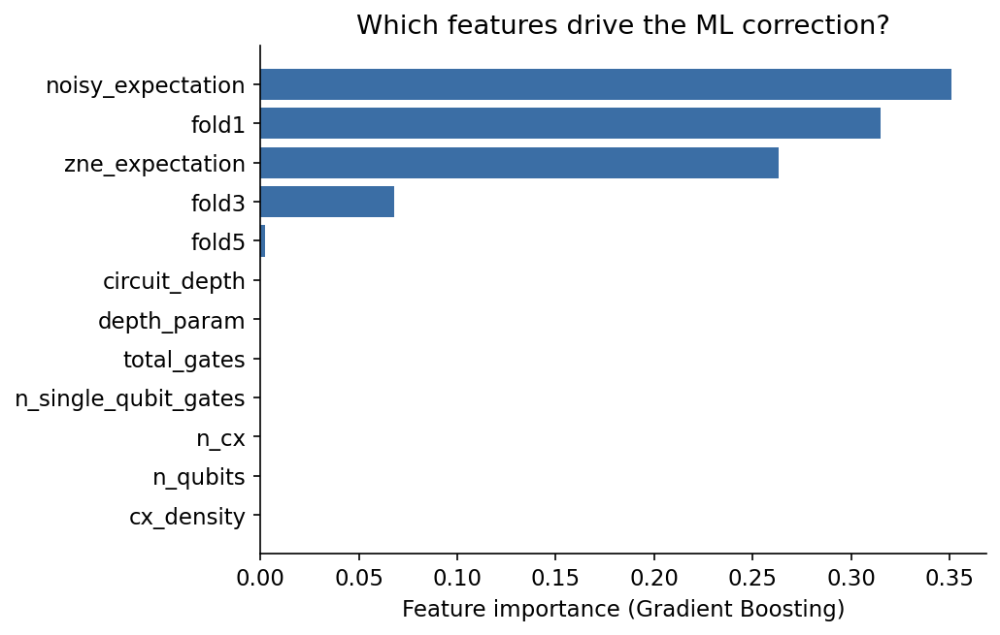 Which features drive the ML correction?
noisy_expectation
fold1
zne_expectation
fold3
fold5
circuit_depth
depth_param
total_gates
n_single_qubit_gates
n_cx
n_qubits
cx_density
0.00 0.05 0.10 0.15 0.20 0.25 0.30 0.35
Feature importance (Gradient Boosting)